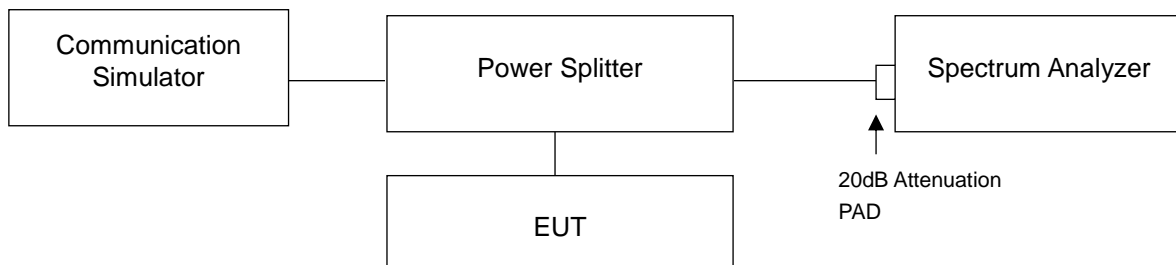 Communication
Simulator
Power Splitter
Spectrum Analyzer
20dB Attenuation
PAD
EUT